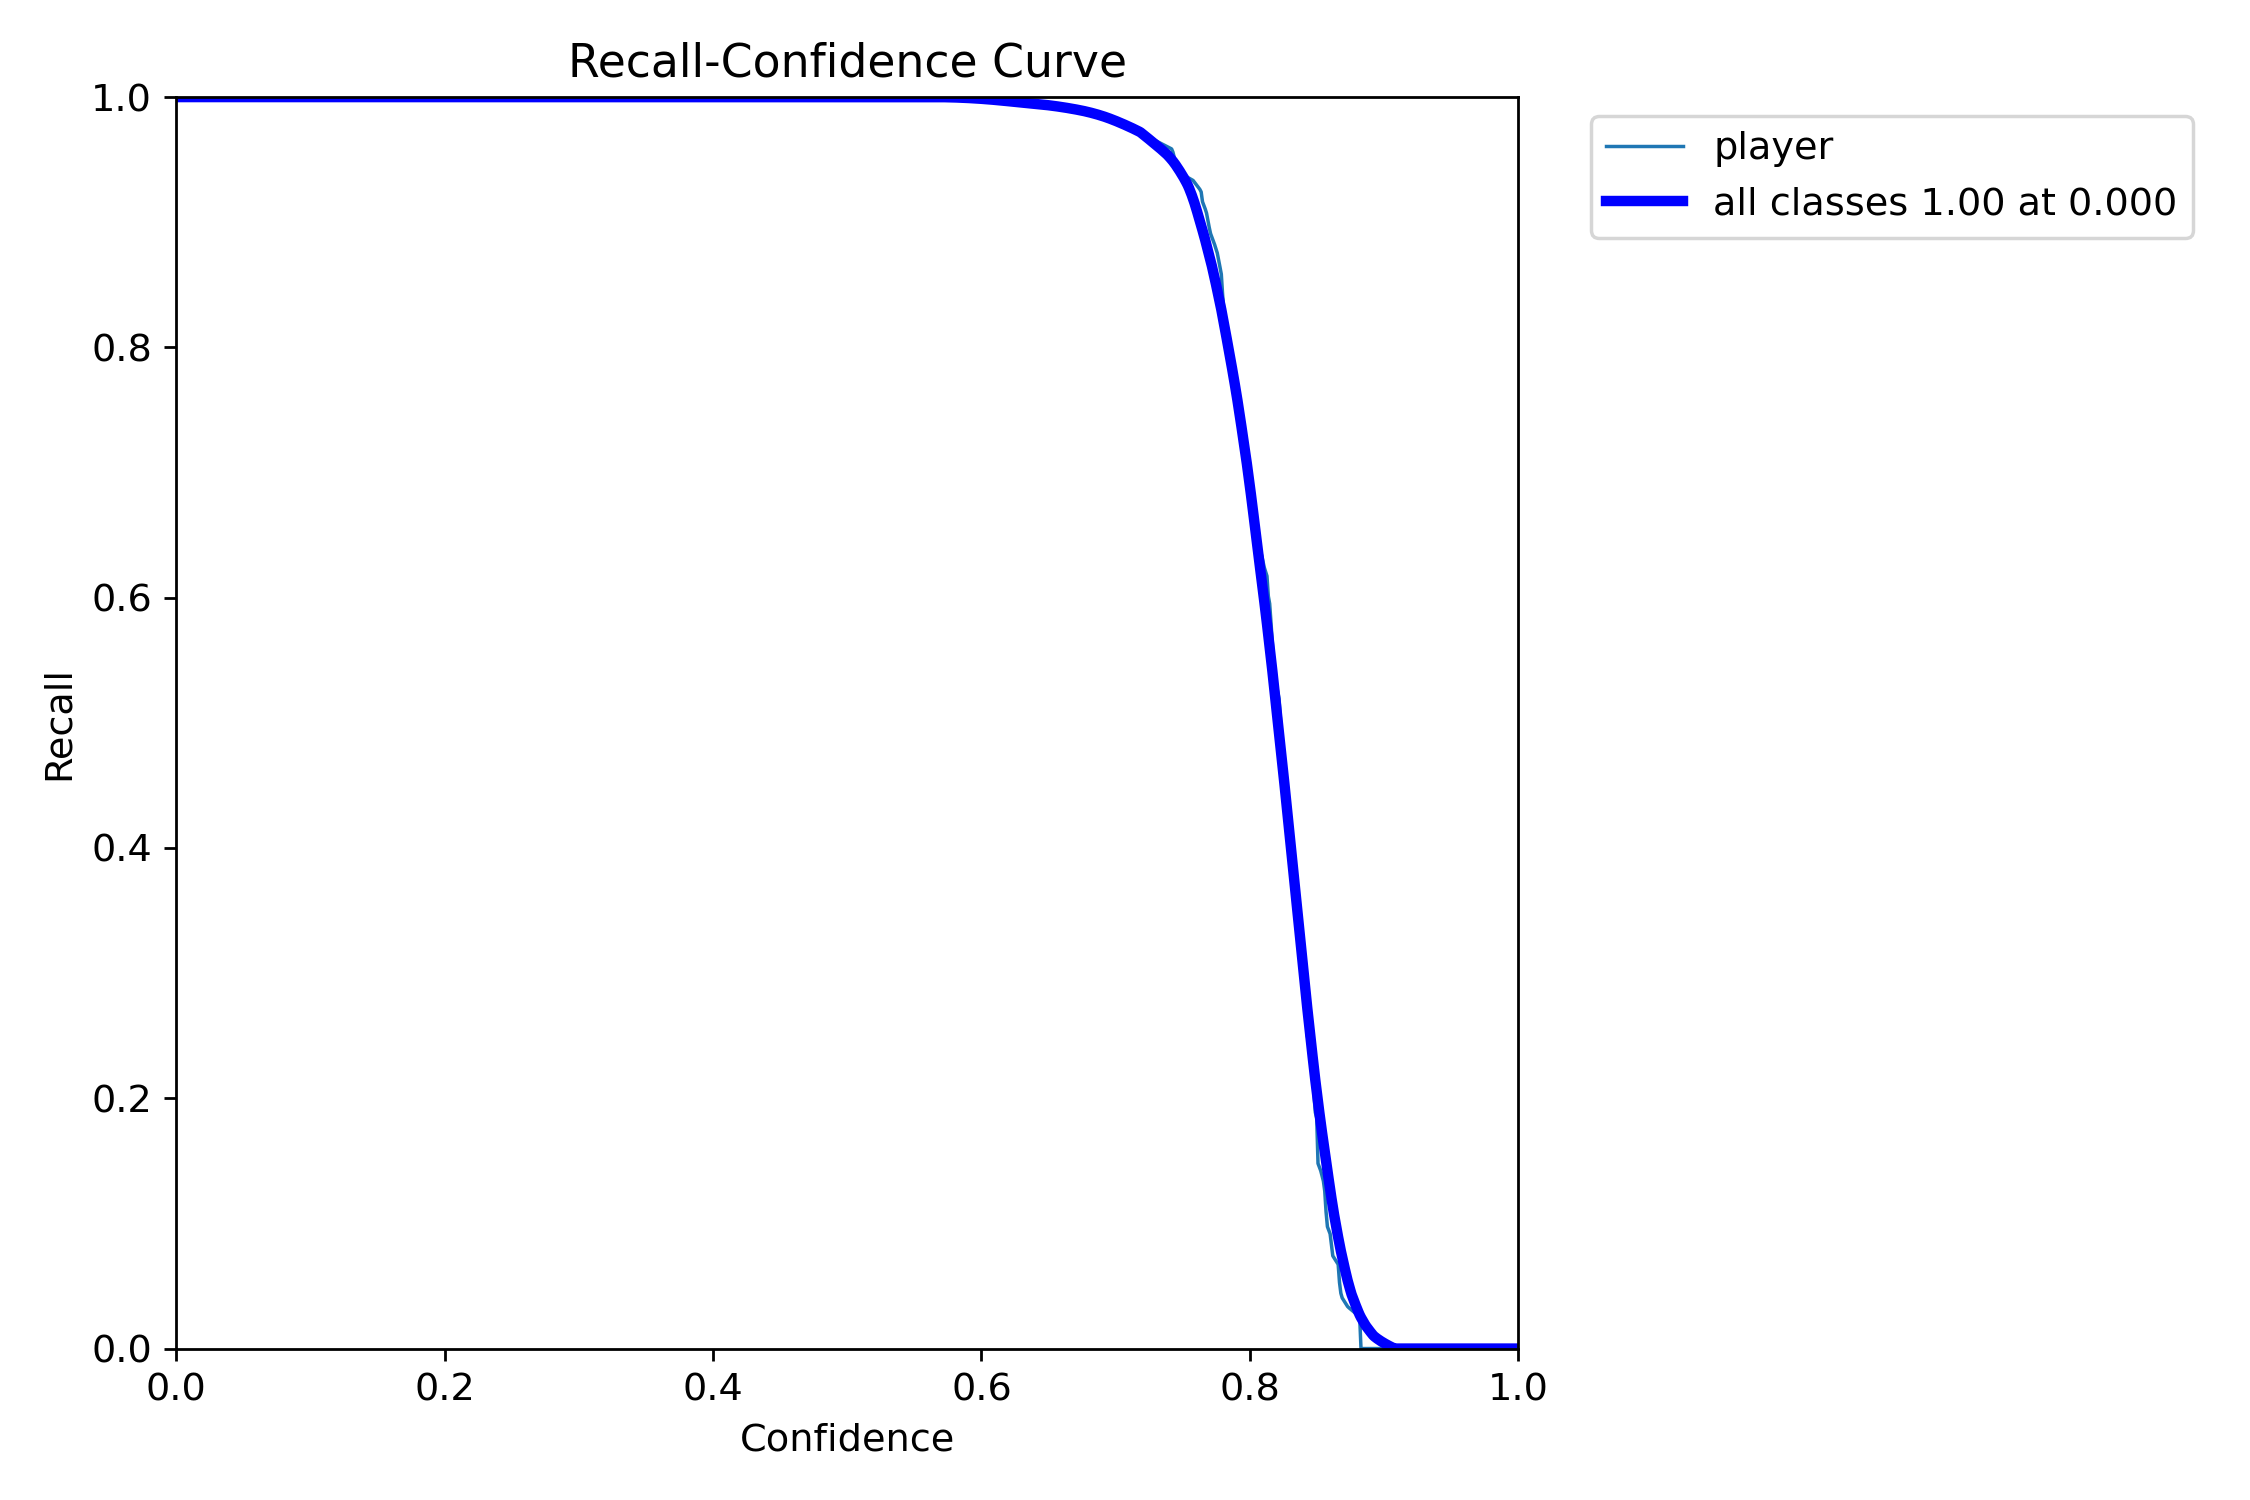 Recall-Confidence Curve
player
all classes 1.00 at 0.000
1.0
0.8
0.6
0.4
0.2
0.0
Recall
0.0 0.2 0.4 0.6 0.8 1.0
Confidence